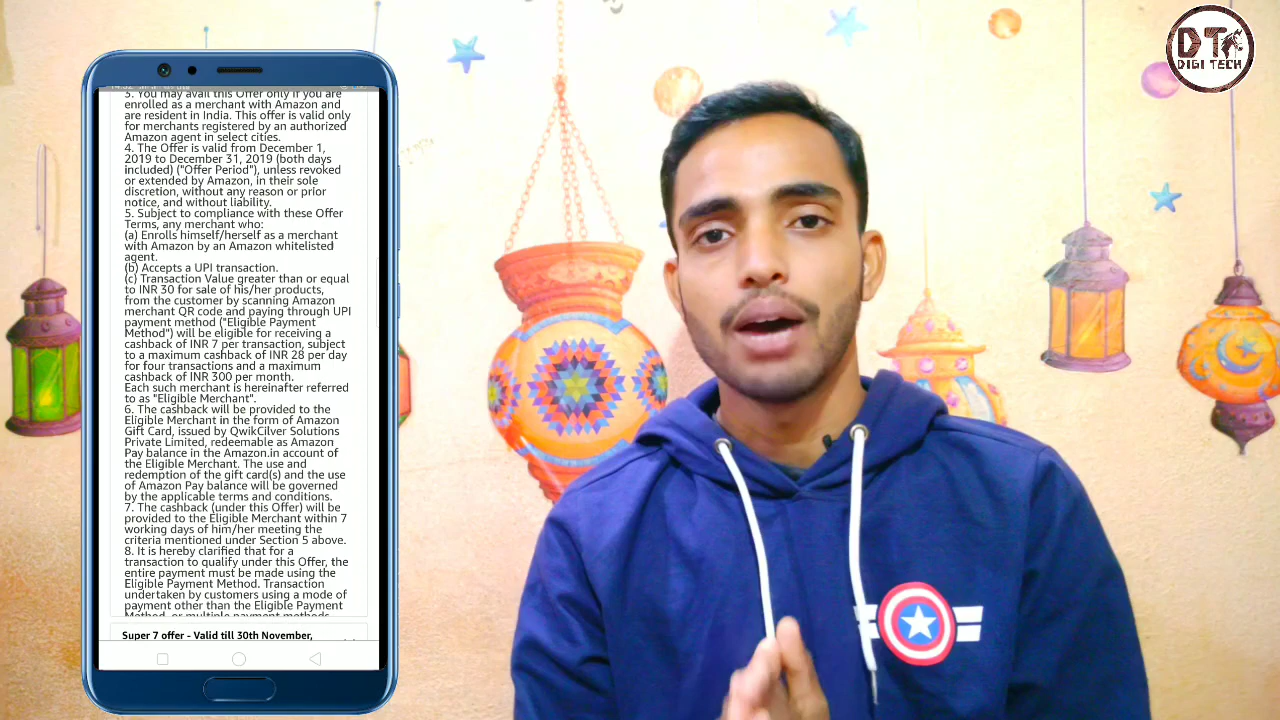 3. You may avail this Offer only if you are
enrolled as a merchant with Amazon and
are resident in India. This offer is valid only
for merchants registered by an authorized
Amazon agent in select cities.
4. The Offer is valid from December 1,
2019 to December 31, 2019 (both days
included) ("Offer Period"), unless revoked
or extended by Amazon, in their sole
discretion, without any reason or prior
notice, and without liability.
5. Subject to compliance with these Offer
Terms, any merchant who:
(a) Enrolls himself/herself as a merchant
with Amazon by an Amazon whitelisted
agent.
(b) Accepts a UPI transaction.
(c) Transaction Value greater than or equal
to INR 30 for sale of his/her products,
from the customer by scanning Amazon
merchant QR code and paying through UPI
payment method ("Eligible Payment
Method") will be eligible for receiving a
cashback of INR 7 per transaction, subject
to a maximum cashback of INR 28 per day
for four transactions and a maximum
cashback of INR 300 per month.
Each such merchant is hereinafter referred
to as "Eligible Merchant".
6. The cashback will be provided to the
Eligible Merchant in the form of Amazon
Gift Card, issued by QwikCilver Solutions
Private Limited, redeemable as Amazon
Pay balance in the Amazon.in account of
the Eligible Merchant. The use and
redemption of the gift card(s) and the use
of Amazon Pay balance will be governed
by the applicable terms and conditions.
7. The cashback (under this Offer) will be
provided to the Eligible Merchant within 7
working days of him/her meeting the
criteria mentioned under Section 5 above.
8. It is hereby clarified that for a
transaction to qualify under this Offer, the
entire payment must be made using the
Eligible Payment Method. Transaction
undertaken by customers using a mode of
payment other than the Eligible Payment
Method, or multiple payment methods
Super 7 offer - Valid till 30th November,
DT
DIGI TECH